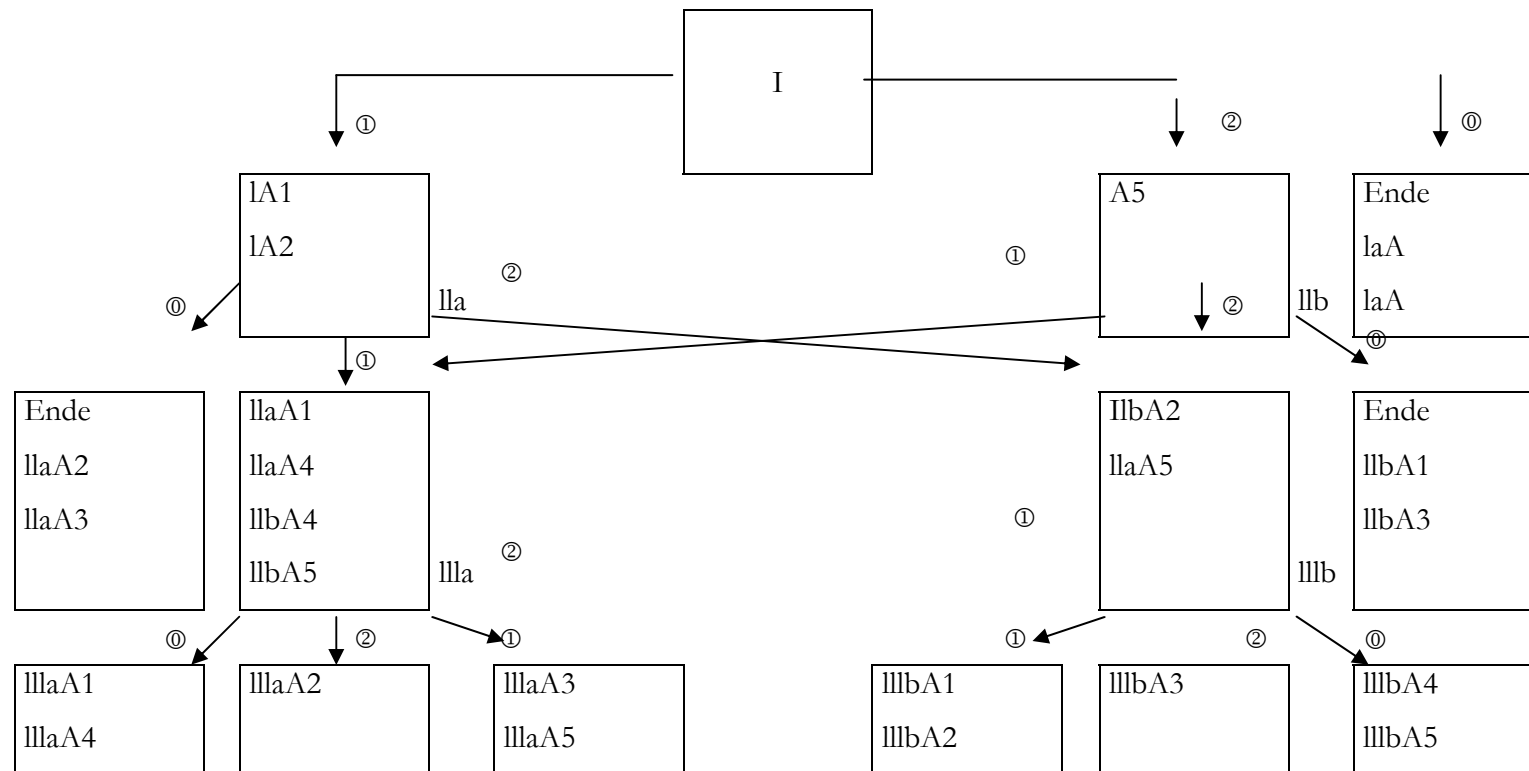 I
①
②
⓪
lA1
lA2
A5
Ende
laA
laA
⓪
②
①
②
lla
llb
①
⓪
Ende
llaA2
llaA3
llaA1
llaA4
llbA4
llbA5
IlbA2
llaA5
Ende
llbA1
llbA3
②
①
llla
lllb
⓪
②
①
①
②
⓪
lllaA1
lllaA4
lllaA2
lllaA3
lllaA5
lllbA1
lllbA2
lllbA3
lllbA4
lllbA5